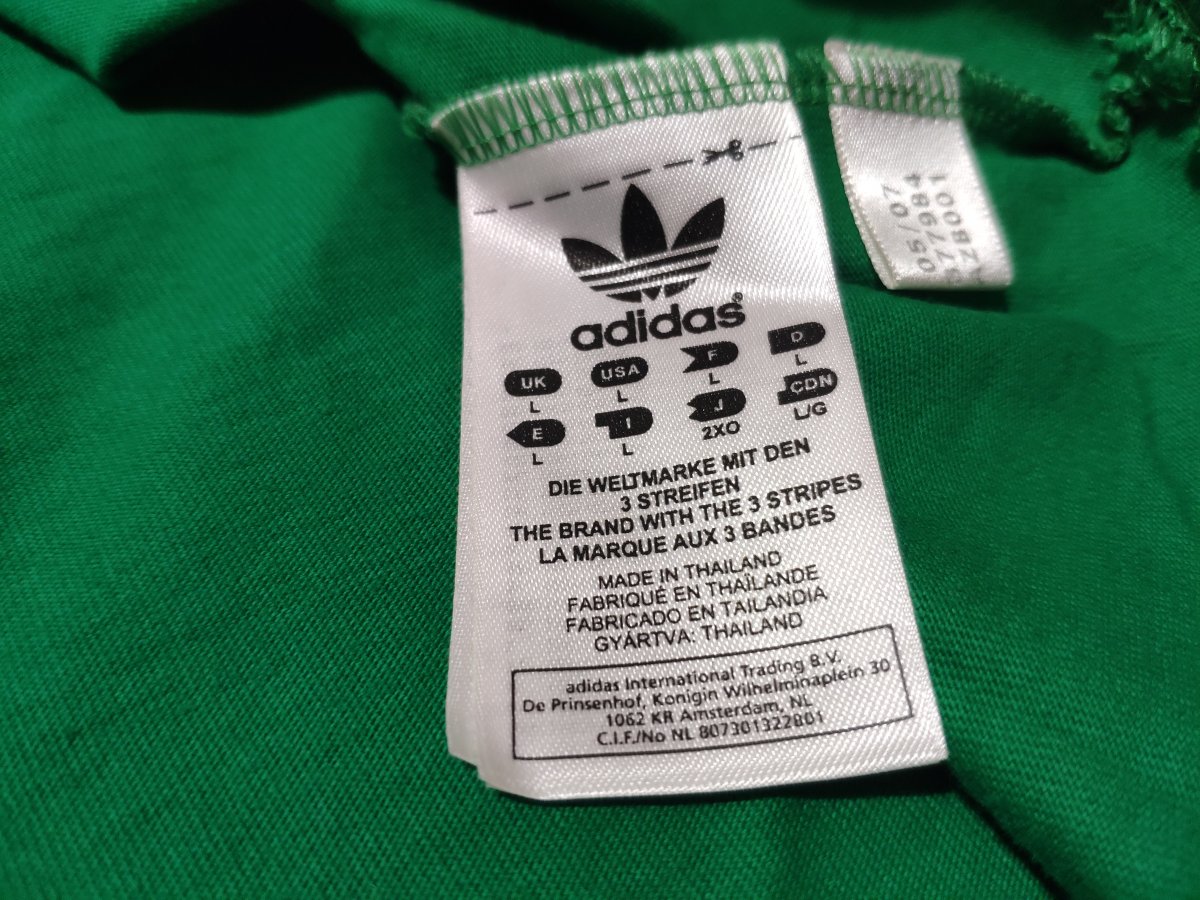 adidas®
UK USA F D
L L L L
E I J CDN
L L 2XO L/G
DIE WELTMARKE MIT DEN
3 STREIFEN
THE BRAND WITH THE 3 STRIPES
LA MARQUE AUX 3 BANDES
MADE IN THAILAND
FABRIQUÉ EN THAÏLANDE
FABRICADO EN TAILANDIA
GYÁRTVA: THAILAND
adidas International Trading B.V.
De Prinsenhof, Konigin Wilhelminaplein 30
1062 KR Amsterdam, NL
C.I.F./No NL 807301322B01
05/07